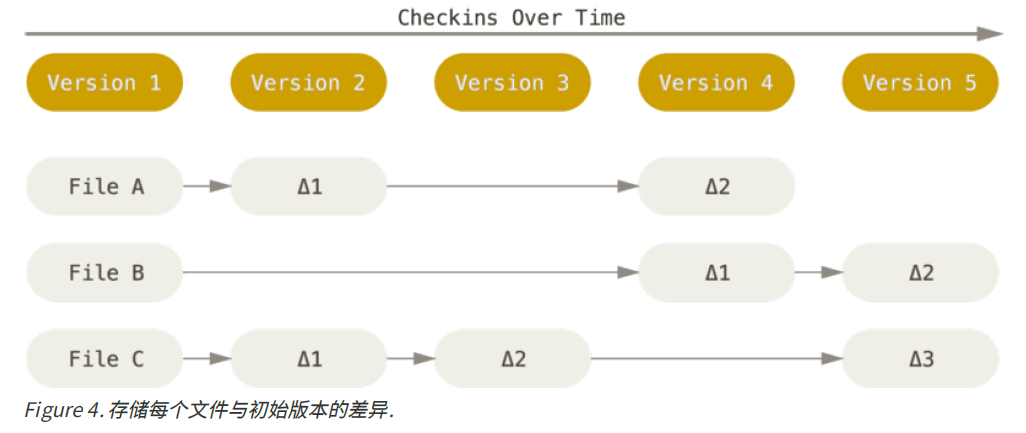 Checkins Over Time
Version 1 Version 2 Version 3 Version 4 Version 5
File A Δ1 Δ2
File B Δ1 Δ2
File C Δ1 Δ2 Δ3
Figure 4. 存储每个文件与初始版本的差异.